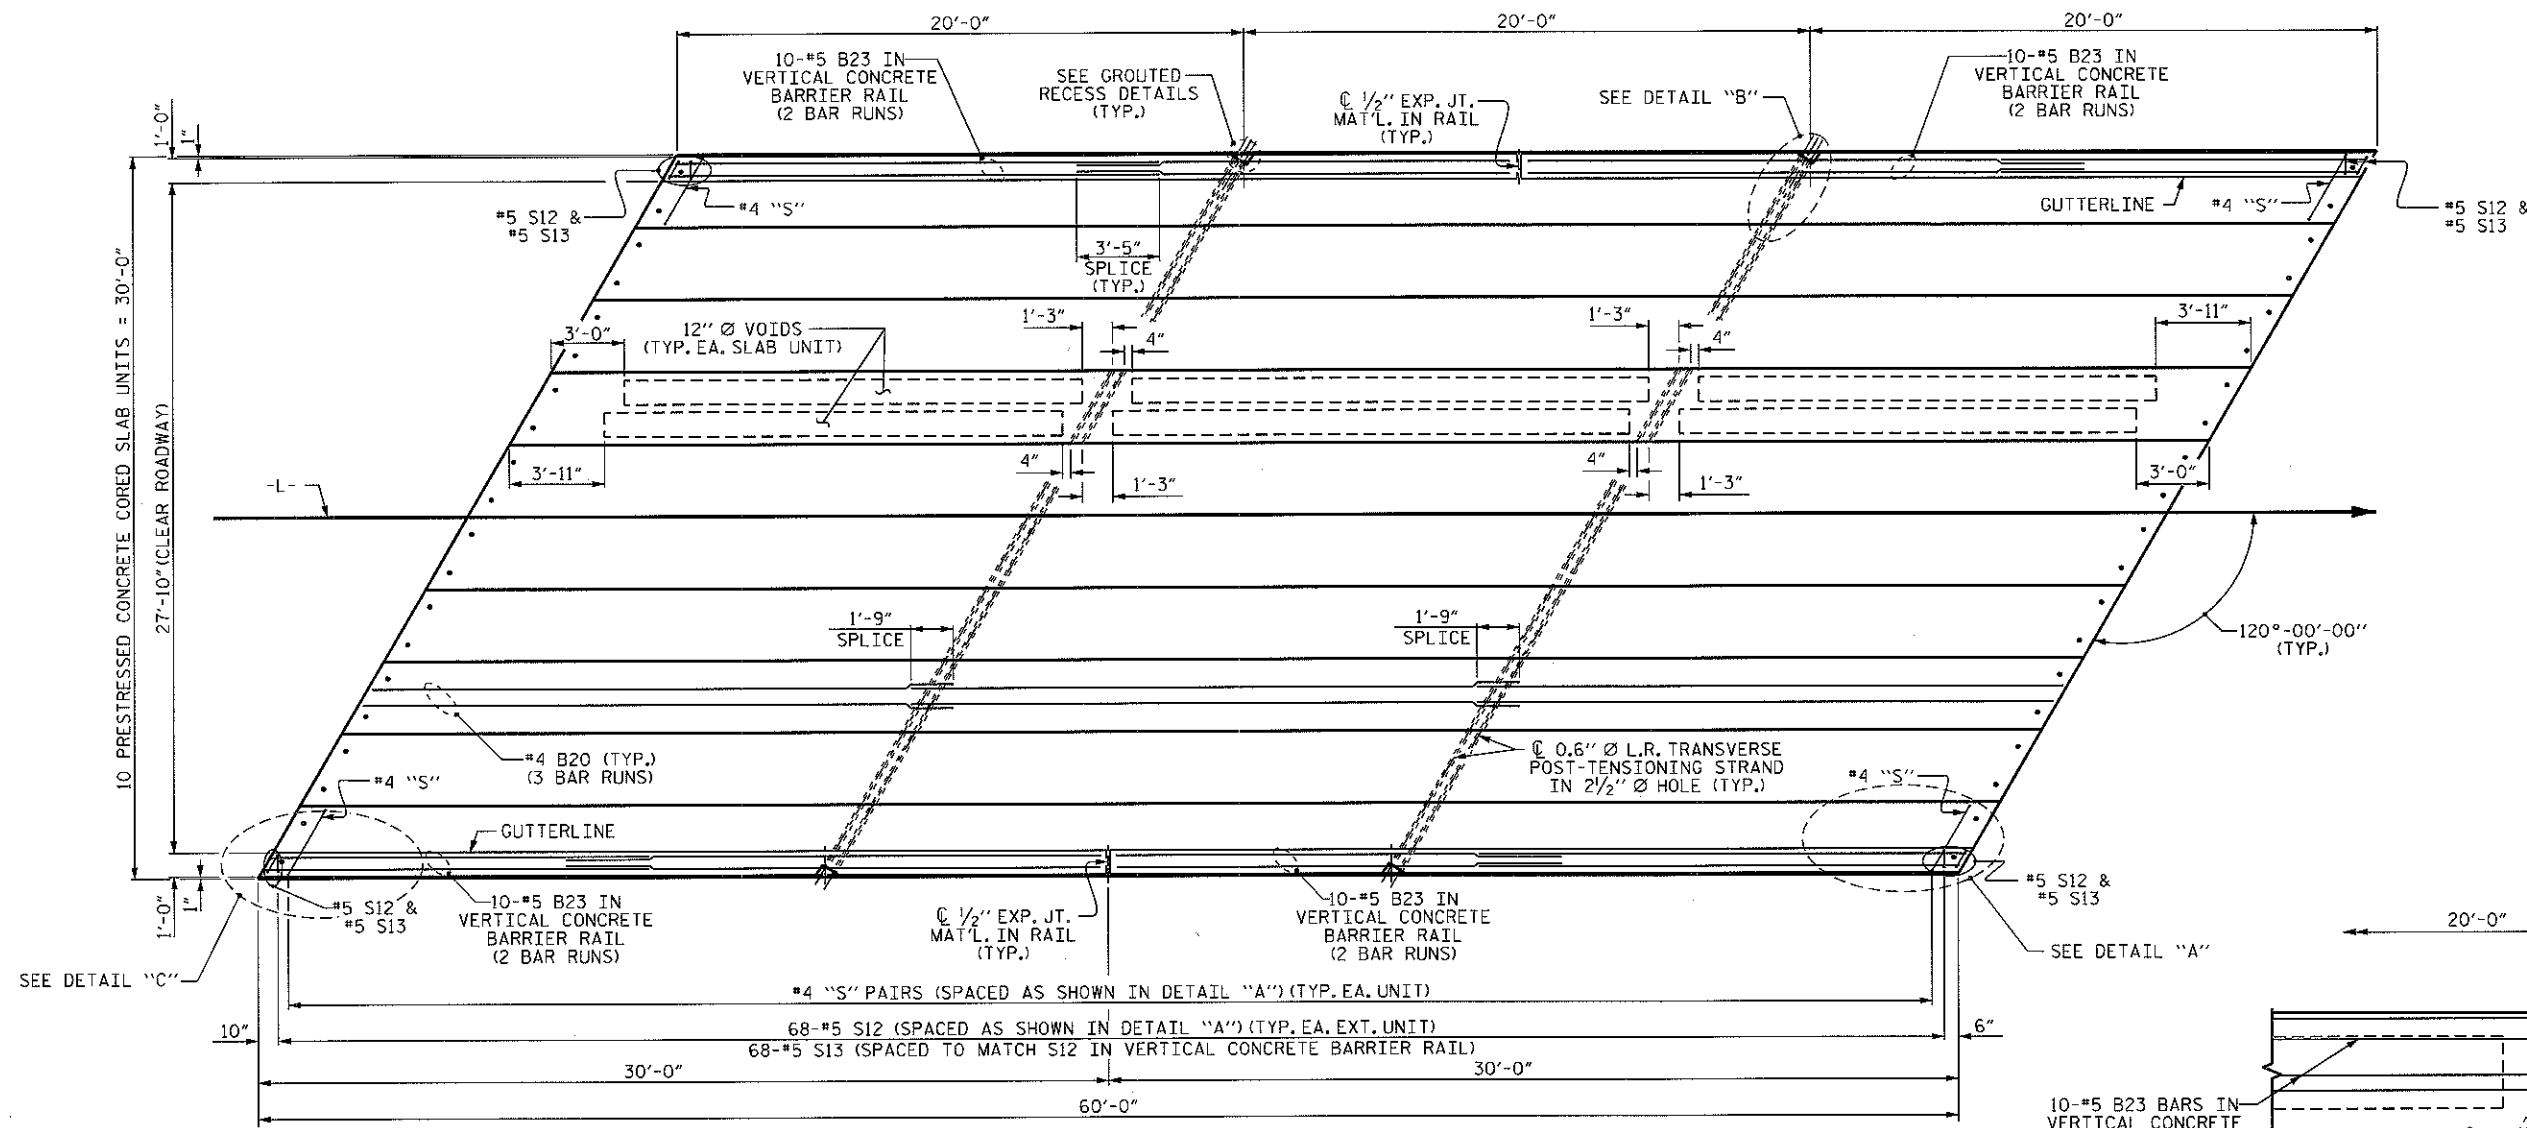 20'-0"
20'-0"
20'-0"
10-#5 B23 IN
VERTICAL CONCRETE
BARRIER RAIL
(2 BAR RUNS)
SEE GROUTED
RECESS DETAILS
(TYP.)
℄ 1/2" EXP. JT.
MAT'L. IN RAIL
(TYP.)
SEE DETAIL "B"
10-#5 B23 IN
VERTICAL CONCRETE
BARRIER RAIL
(2 BAR RUNS)
1'-0"
1"
#5 S12 &
#5 S13
#4 "S"
3'-5"
SPLICE
(TYP.)
GUTTERLINE
#4 "S"
#5 S12 &
#5 S13
10 PRESTRESSED CONCRETE CORED SLAB UNITS = 30'-0"
27'-10" (CLEAR ROADWAY)
3'-0"
12" Ø VOIDS
(TYP. EA. SLAB UNIT)
1'-3"
4"
1'-3"
4"
3'-11"
3'-11"
4"
1'-3"
4"
1'-3"
3'-0"
-L-
120°-00'-00"
(TYP.)
1'-9"
SPLICE
1'-9"
SPLICE
#4 B20 (TYP.)
(3 BAR RUNS)
℄ 0.6" Ø L.R. TRANSVERSE
POST-TENSIONING STRAND
IN 2 1/2" Ø HOLE (TYP.)
#4 "S"
#4 "S"
GUTTERLINE
1'-0"
1"
#5 S12 &
#5 S13
10-#5 B23 IN
VERTICAL CONCRETE
BARRIER RAIL
(2 BAR RUNS)
℄ 1/2" EXP. JT.
MAT'L. IN RAIL
(TYP.)
10-#5 B23 IN
VERTICAL CONCRETE
BARRIER RAIL
(2 BAR RUNS)
#5 S12 &
#5 S13
20'-0"
SEE DETAIL "C"
SEE DETAIL "A"
#4 "S" PAIRS (SPACED AS SHOWN IN DETAIL "A") (TYP. EA. UNIT)
10"
68-#5 S12 (SPACED AS SHOWN IN DETAIL "A") (TYP. EA. EXT. UNIT)
6"
68-#5 S13 (SPACED TO MATCH S12 IN VERTICAL CONCRETE BARRIER RAIL)
30'-0"
30'-0"
60'-0"
10-#5 B23 BARS IN
VERTICAL CONCRETE